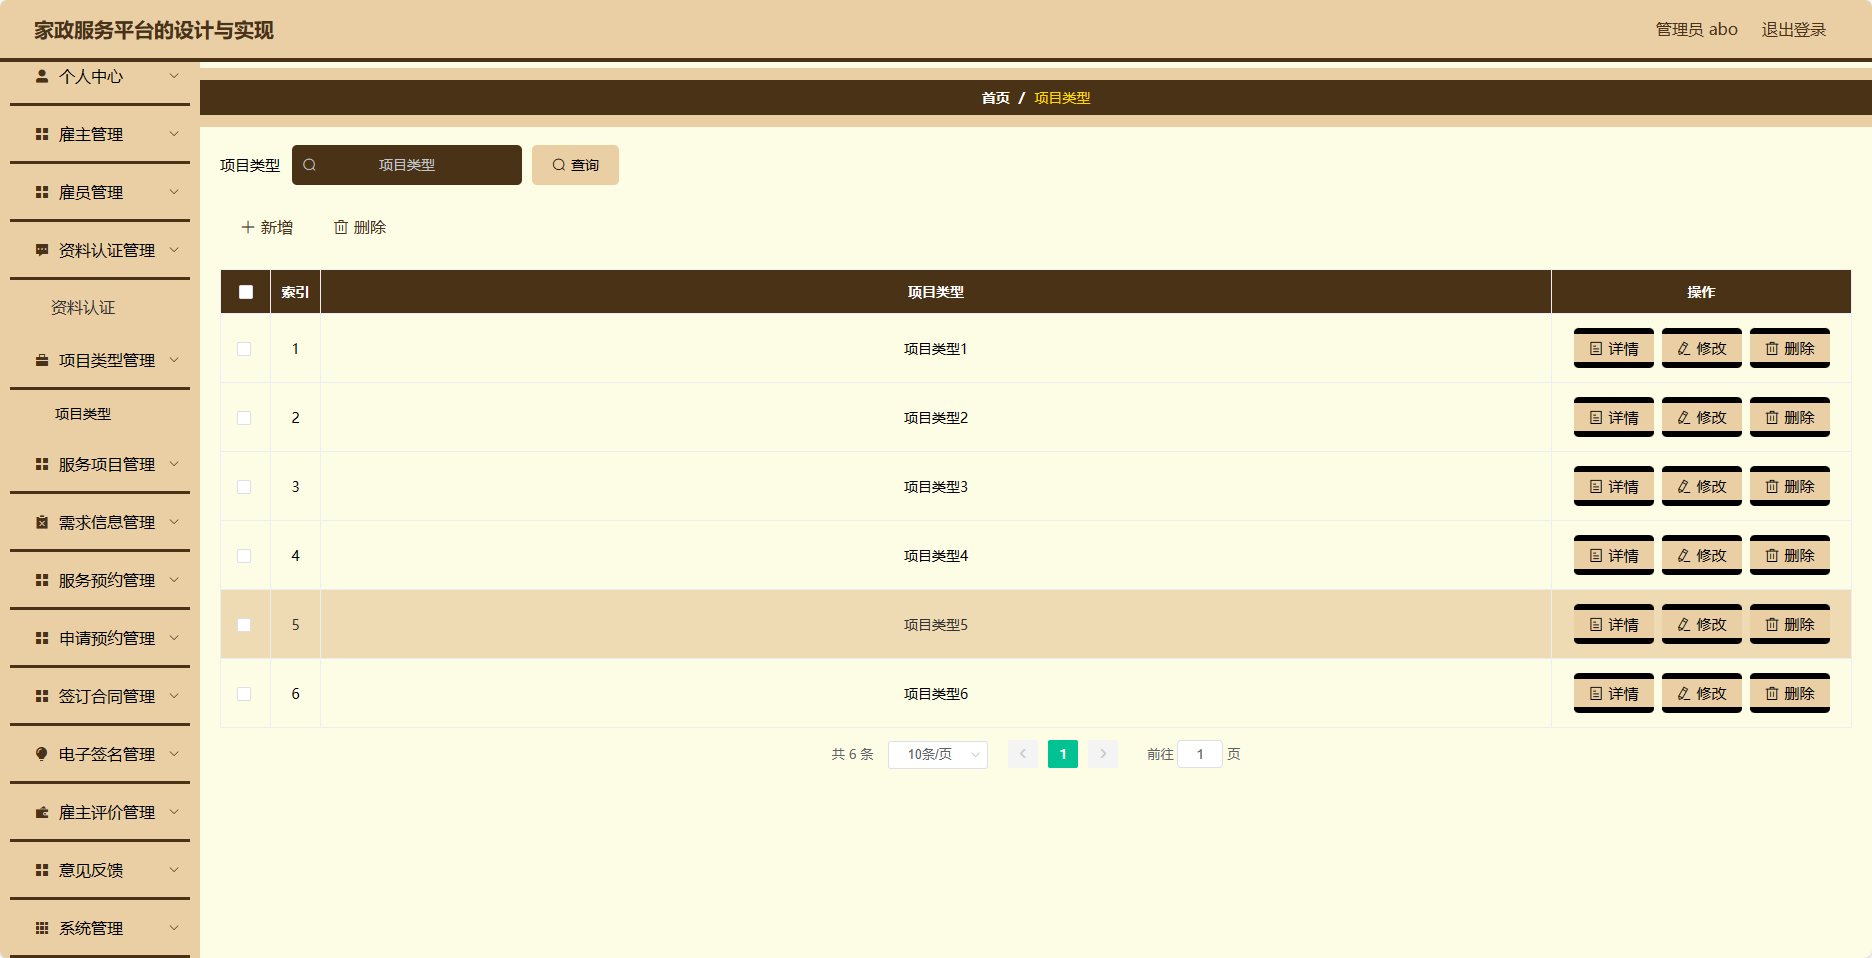 家政服务平台的设计与实现
管理员 abo 退出登录
个人中心
雇主管理
雇员管理
资料认证管理
资料认证
项目类型管理
项目类型
服务项目管理
需求信息管理
服务预约管理
申请预约管理
签订合同管理
电子签名管理
雇主评价管理
意见反馈
系统管理
首页 / 项目类型
项目类型 项目类型 查询
新增 删除
索引 项目类型 操作
1 项目类型1 详情 修改 删除
2 项目类型2 详情 修改 删除
3 项目类型3 详情 修改 删除
4 项目类型4 详情 修改 删除
5 项目类型5 详情 修改 删除
6 项目类型6 详情 修改 删除
共 6 条 10条/页 1 前往 1 页